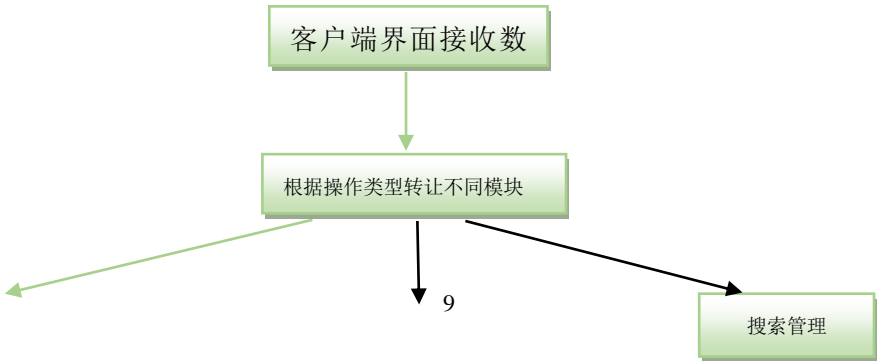 客户端界面接收数
根据操作类型转让不同模块
9
搜索管理